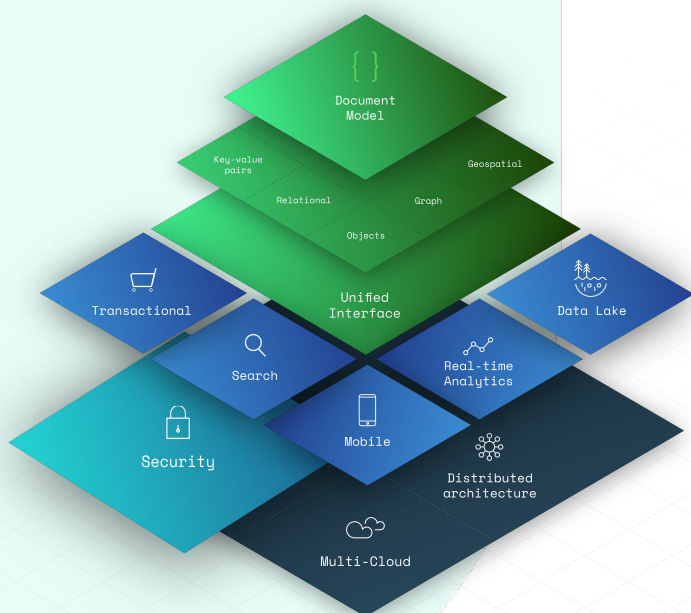 { }
Document
Model
Key-value
pairs
Geospatial
Relational
Graph
Objects
Unified
Interface
Transactional
Data Lake
Search
Real-time
Analytics
Mobile
Security
Distributed
architecture
Multi-Cloud